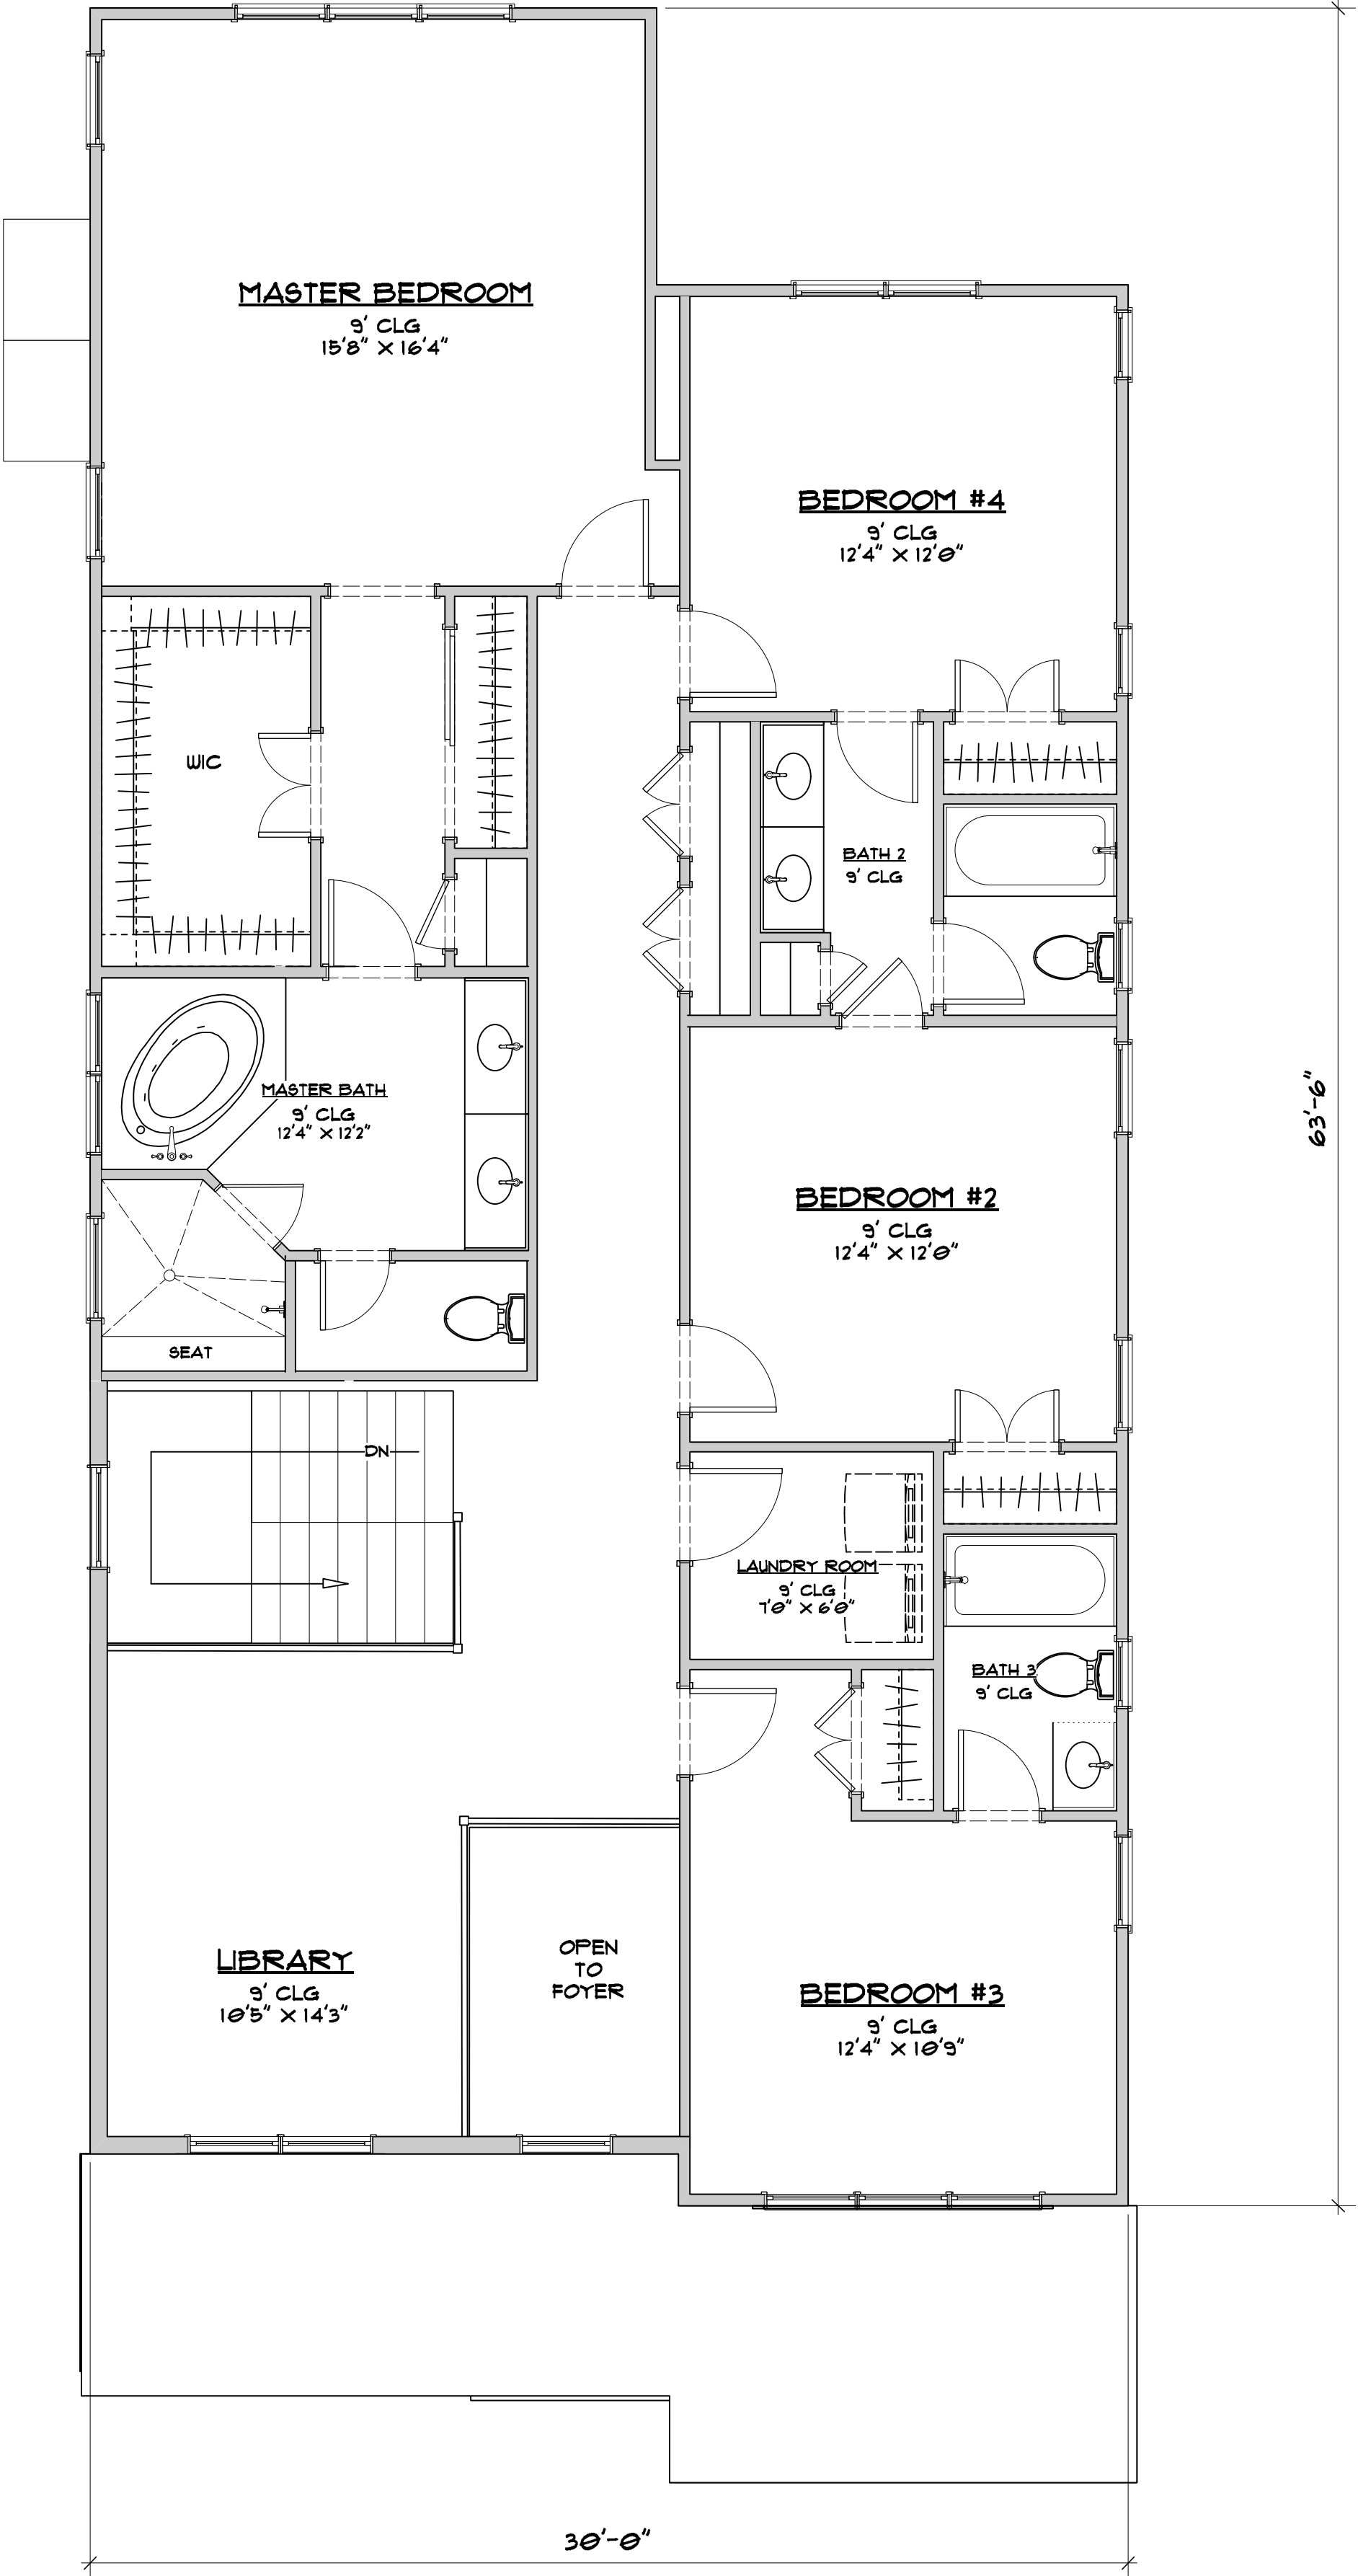 MASTER BEDROOM
9' CLG
15'8" X 16'4"
BEDROOM #4
9' CLG
12'4" X 12'0"
WIC
BATH 2
9' CLG
MASTER BATH
9' CLG
12'4" X 12'2"
63'-6"
BEDROOM #2
9' CLG
12'4" X 12'0"
SEAT
DN
LAUNDRY ROOM
9' CLG
7'0" X 6'0"
BATH 3
9' CLG
LIBRARY
9' CLG
10'5" X 14'3"
OPEN
TO
FOYER
BEDROOM #3
9' CLG
12'4" X 10'9"
30'-0"